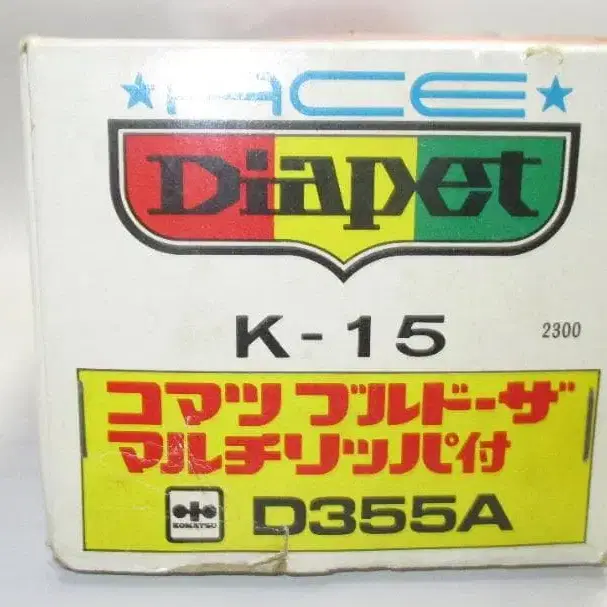 ★ACE★
Diapet
K-15
2300
コマツ ブルドーザ
マルチリッパ付
KOMATSU
D355A